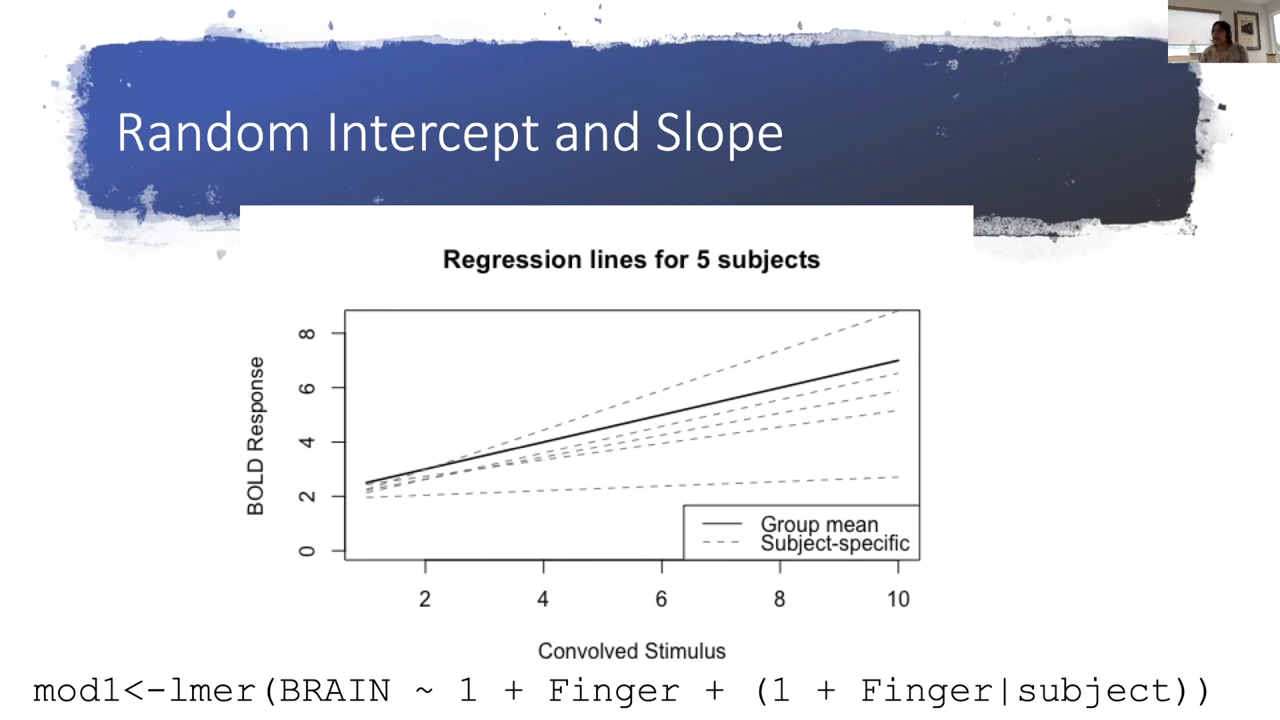 Random Intercept and Slope
Regression lines for 5 subjects
BOLD Response
8
6
4
2
0
Group mean
Subject-specific
2 4 6 8 10
Convolved Stimulus
mod1<-lmer(BRAIN ~ 1 + Finger + (1 + Finger|subject))